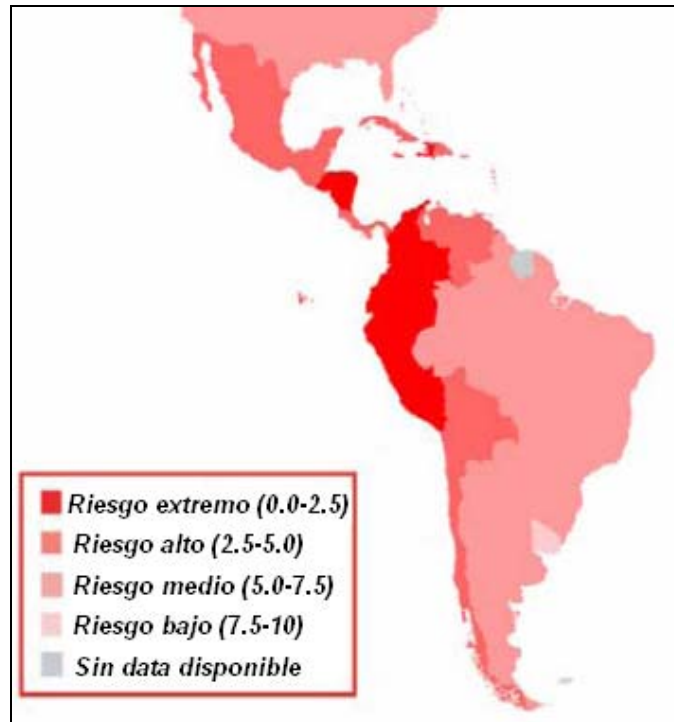 Riesgo extremo (0.0-2.5)
Riesgo alto (2.5-5.0)
Riesgo medio (5.0-7.5)
Riesgo bajo (7.5-10)
Sin data disponible